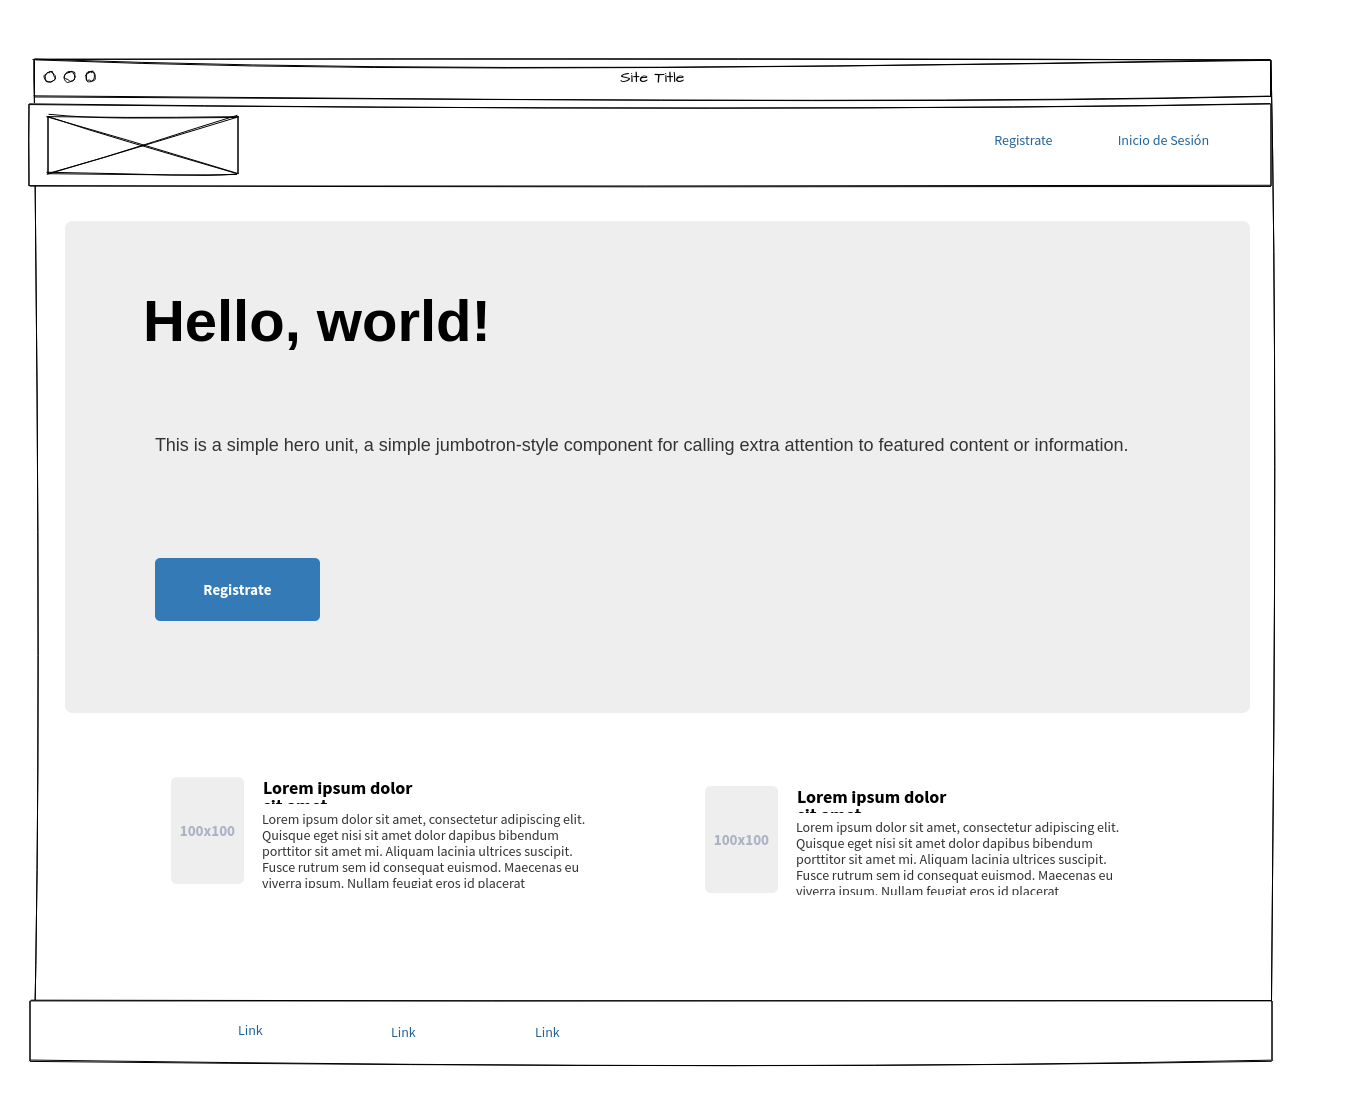 Site Title
Registrate
Inicio de Sesión
Hello, world!
This is a simple hero unit, a simple jumbotron-style component for calling extra attention to featured content or information.
Registrate
100x100
Lorem ipsum dolor
sit amet
Lorem ipsum dolor sit amet, consectetur adipiscing elit.
Quisque eget nisi sit amet dolor dapibus bibendum
porttitor sit amet mi. Aliquam lacinia ultrices suscipit.
Fusce rutrum sem id consequat euismod. Maecenas eu
viverra ipsum. Nullam feugiat eros id placerat
100x100
Lorem ipsum dolor
sit amet
Lorem ipsum dolor sit amet, consectetur adipiscing elit.
Quisque eget nisi sit amet dolor dapibus bibendum
porttitor sit amet mi. Aliquam lacinia ultrices suscipit.
Fusce rutrum sem id consequat euismod. Maecenas eu
viverra ipsum. Nullam feugiat eros id placerat
Link
Link
Link